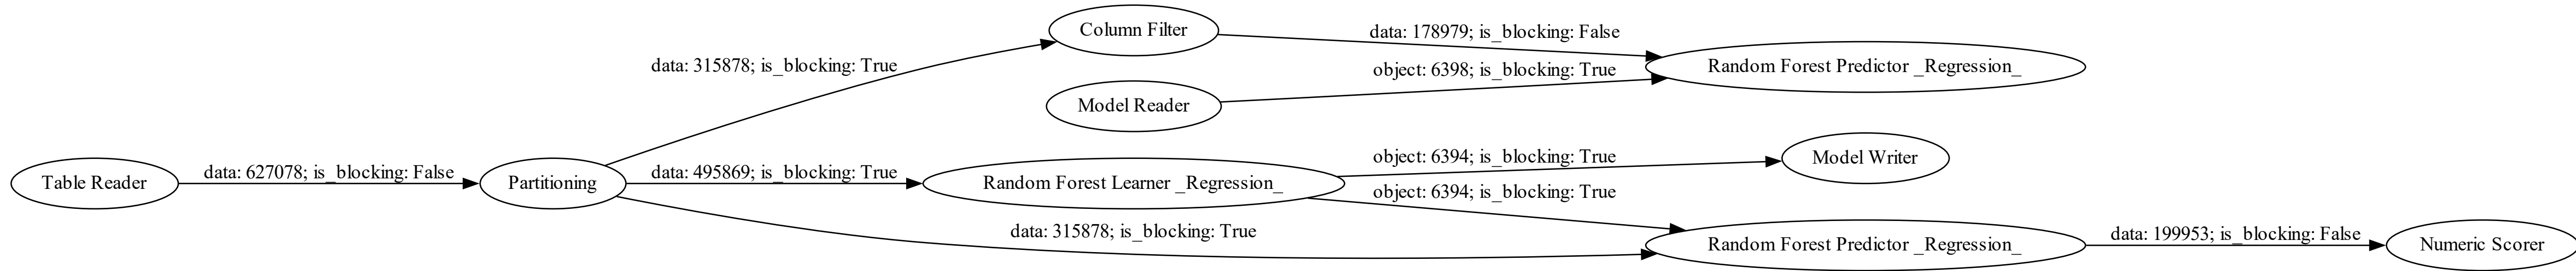 Column Filter
data: 178979; is_blocking: False
data: 315878; is_blocking: True
object: 6398; is_blocking: True
Random Forest Predictor _Regression_
Model Reader
object: 6394; is_blocking: True
Model Writer
Table Reader
data: 627078; is_blocking: False
Partitioning
data: 495869; is_blocking: True
Random Forest Learner _Regression_
object: 6394; is_blocking: True
data: 315878; is_blocking: True
Random Forest Predictor _Regression_
data: 199953; is_blocking: False
Numeric Scorer